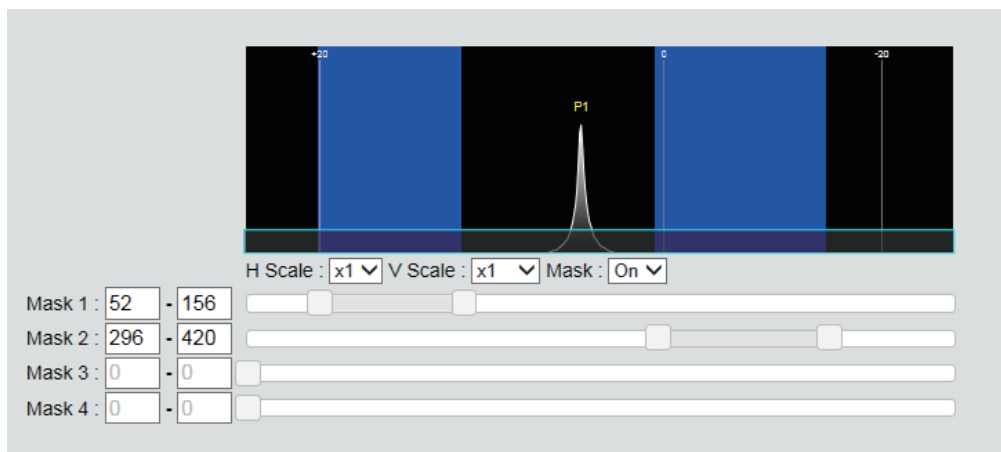 +20 0 -20
P1
H Scale : x1 V Scale : x1 Mask : On
Mask 1 : 52 - 156
Mask 2 : 296 - 420
Mask 3 : 0 - 0
Mask 4 : 0 - 0